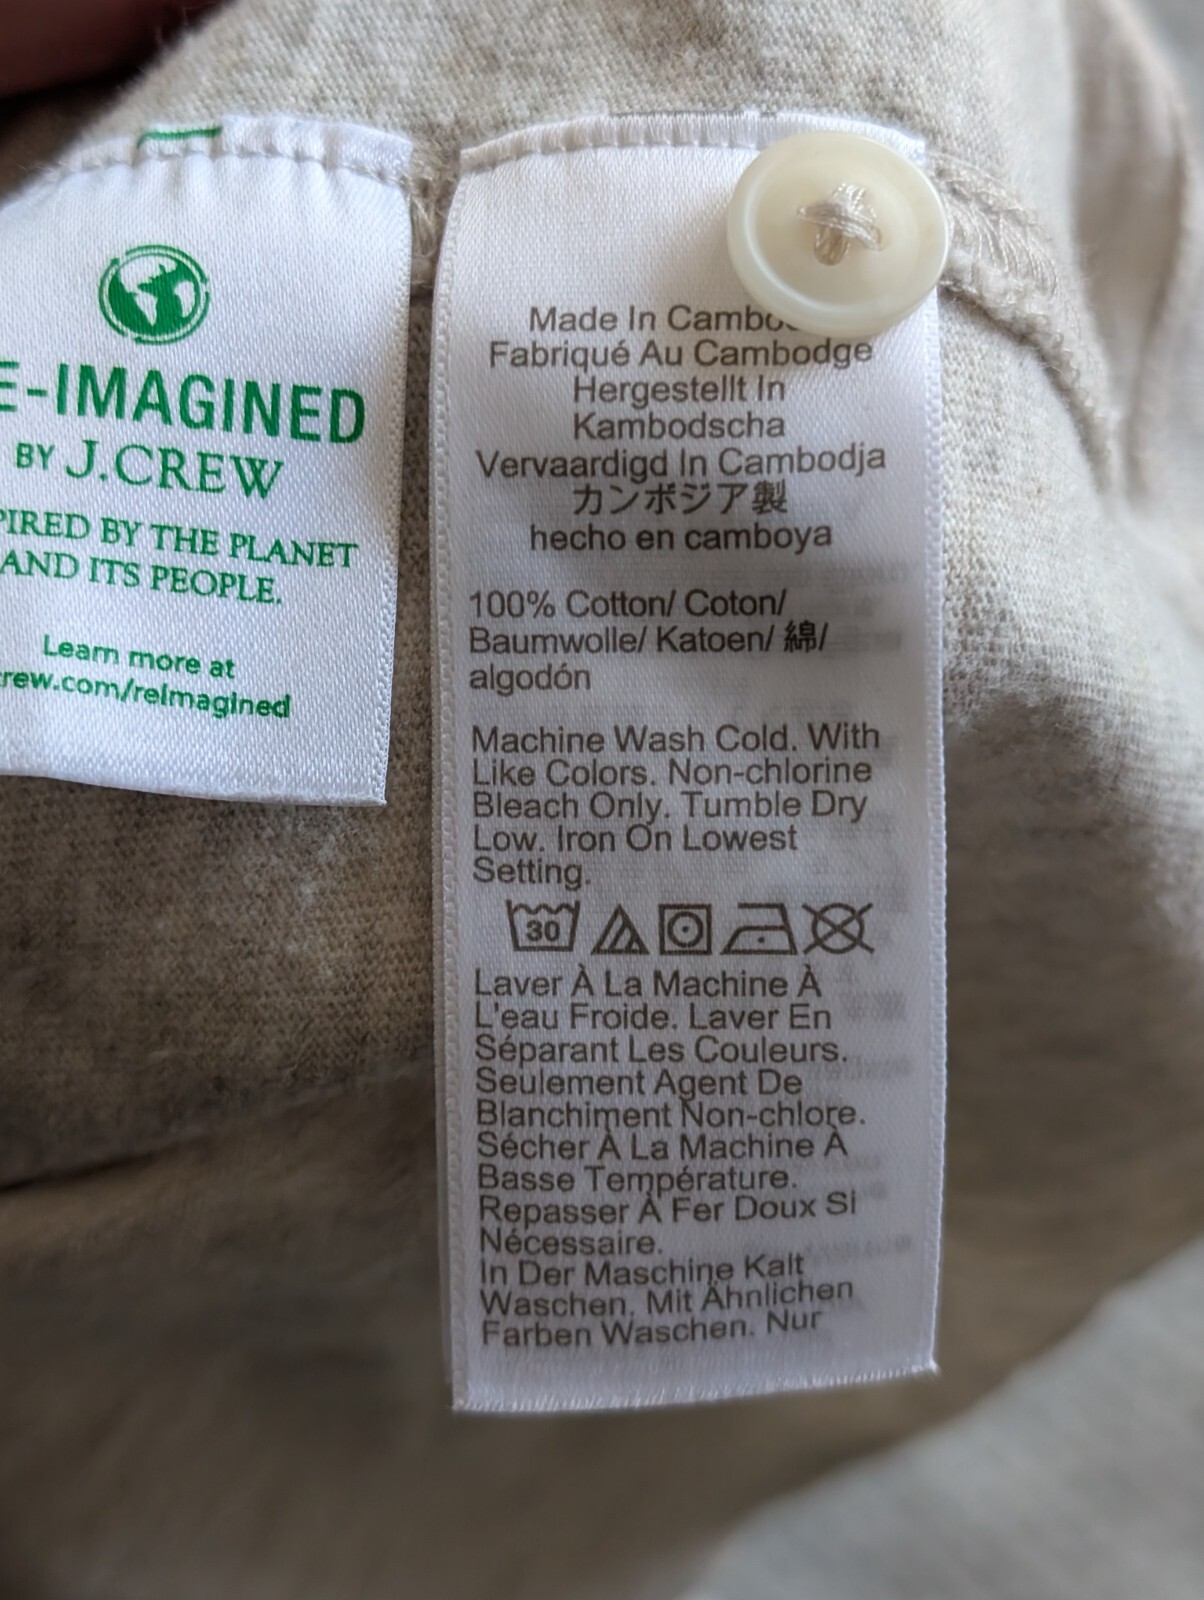 E-IMAGINED
BY J.CREW
PIRED BY THE PLANET
AND ITS PEOPLE.
Learn more at
rew.com/reImagined
Made In Cambo
Fabriqué Au Cambodge
Hergestellt In
Kambodscha
Vervaardigd In Cambodja
カンボジア製
hecho en camboya
100% Cotton/ Coton/
Baumwolle/ Katoen/ 綿/
algodón
Machine Wash Cold. With
Like Colors. Non-chlorine
Bleach Only. Tumble Dry
Low. Iron On Lowest
Setting.
30
Laver À La Machine À
L'eau Froide. Laver En
Séparant Les Couleurs.
Seulement Agent De
Blanchiment Non-chlore.
Sécher À La Machine À
Basse Température.
Repasser À Fer Doux Si
Nécessaire.
In Der Maschine Kalt
Waschen. Mit Ähnlichen
Farben Waschen. Nur